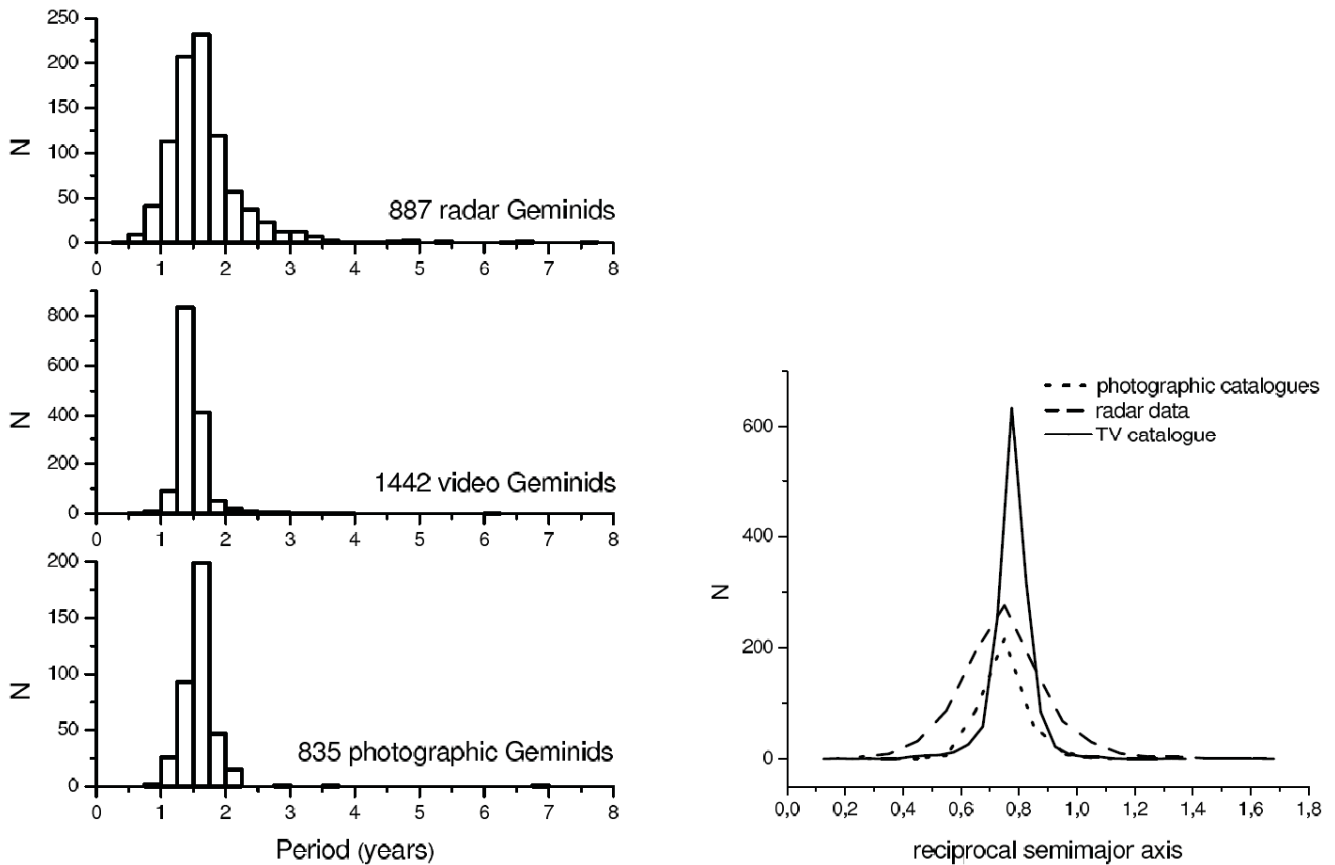 250
200
150
100
50
0
N
887 radar Geminids
0 1 2 3 4 5 6 7 8
800
600
400
200
0
N
1442 video Geminids
0 1 2 3 4 5 6 7 8
200
150
100
50
0
N
835 photographic Geminids
0 1 2 3 4 5 6 7 8
Period (years)
photographic catalogues
radar data
TV catalogue
600
400
200
0
N
0,0 0,2 0,4 0,6 0,8 1,0 1,2 1,4 1,6 1,8
reciprocal semimajor axis